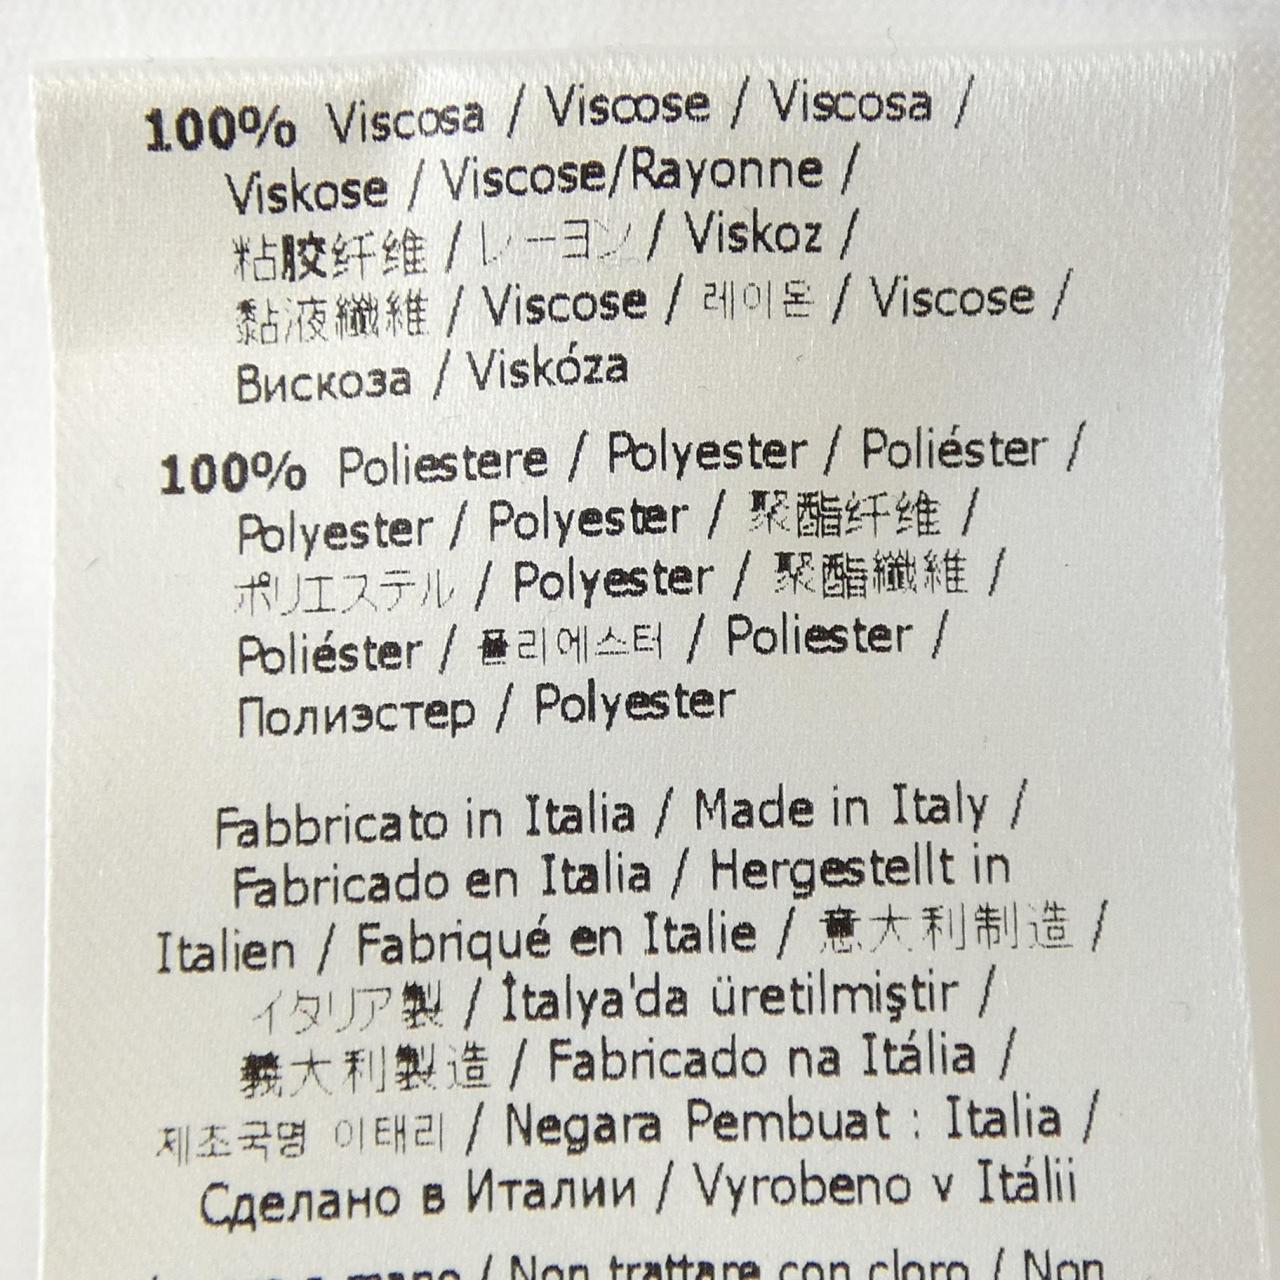 100% Viscosa / Viscose / Viscosa /
Viskose / Viscose/Rayonne /
粘胶纤维 / レーヨン / Viskoz /
黏液纖維 / Viscose / 레이온 / Viscose /
Вискоза / Viskóza
100% Poliestere / Polyester / Poliéster /
Polyester / Polyester / 聚酯纤维 /
ポリエステル / Polyester / 聚酯纖維 /
Poliéster / 폴리에스터 / Poliester /
Полиэстер / Polyester
Fabbricato in Italia / Made in Italy /
Fabricado en Italia / Hergestellt in
Italien / Fabriqué en Italie / 意大利制造 /
イタリア製 / İtalya'da üretilmiştir /
義大利製造 / Fabricado na Itália /
제조국명 이태리 / Negara Pembuat : Italia /
Сделано в Италии / Vyrobeno v Itálii
mano / Non trattare con cloro / Non